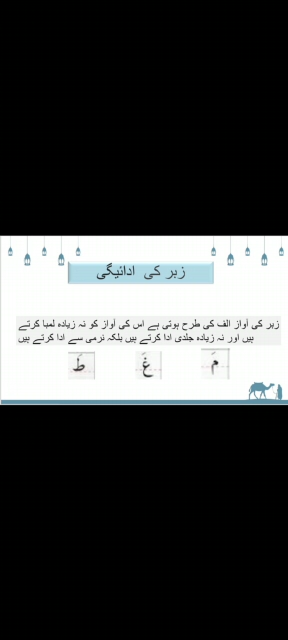 زبر کی ادائیگی
زبر کی آواز الف کی طرح ہوتی ہے اس کی آواز کو نہ زیادہ لمبا کرتے
ہیں اور نہ زیادہ جلدی ادا کرتے ہیں بلکہ نرمی سے ادا کرتے ہیں
مَ غَ طَ